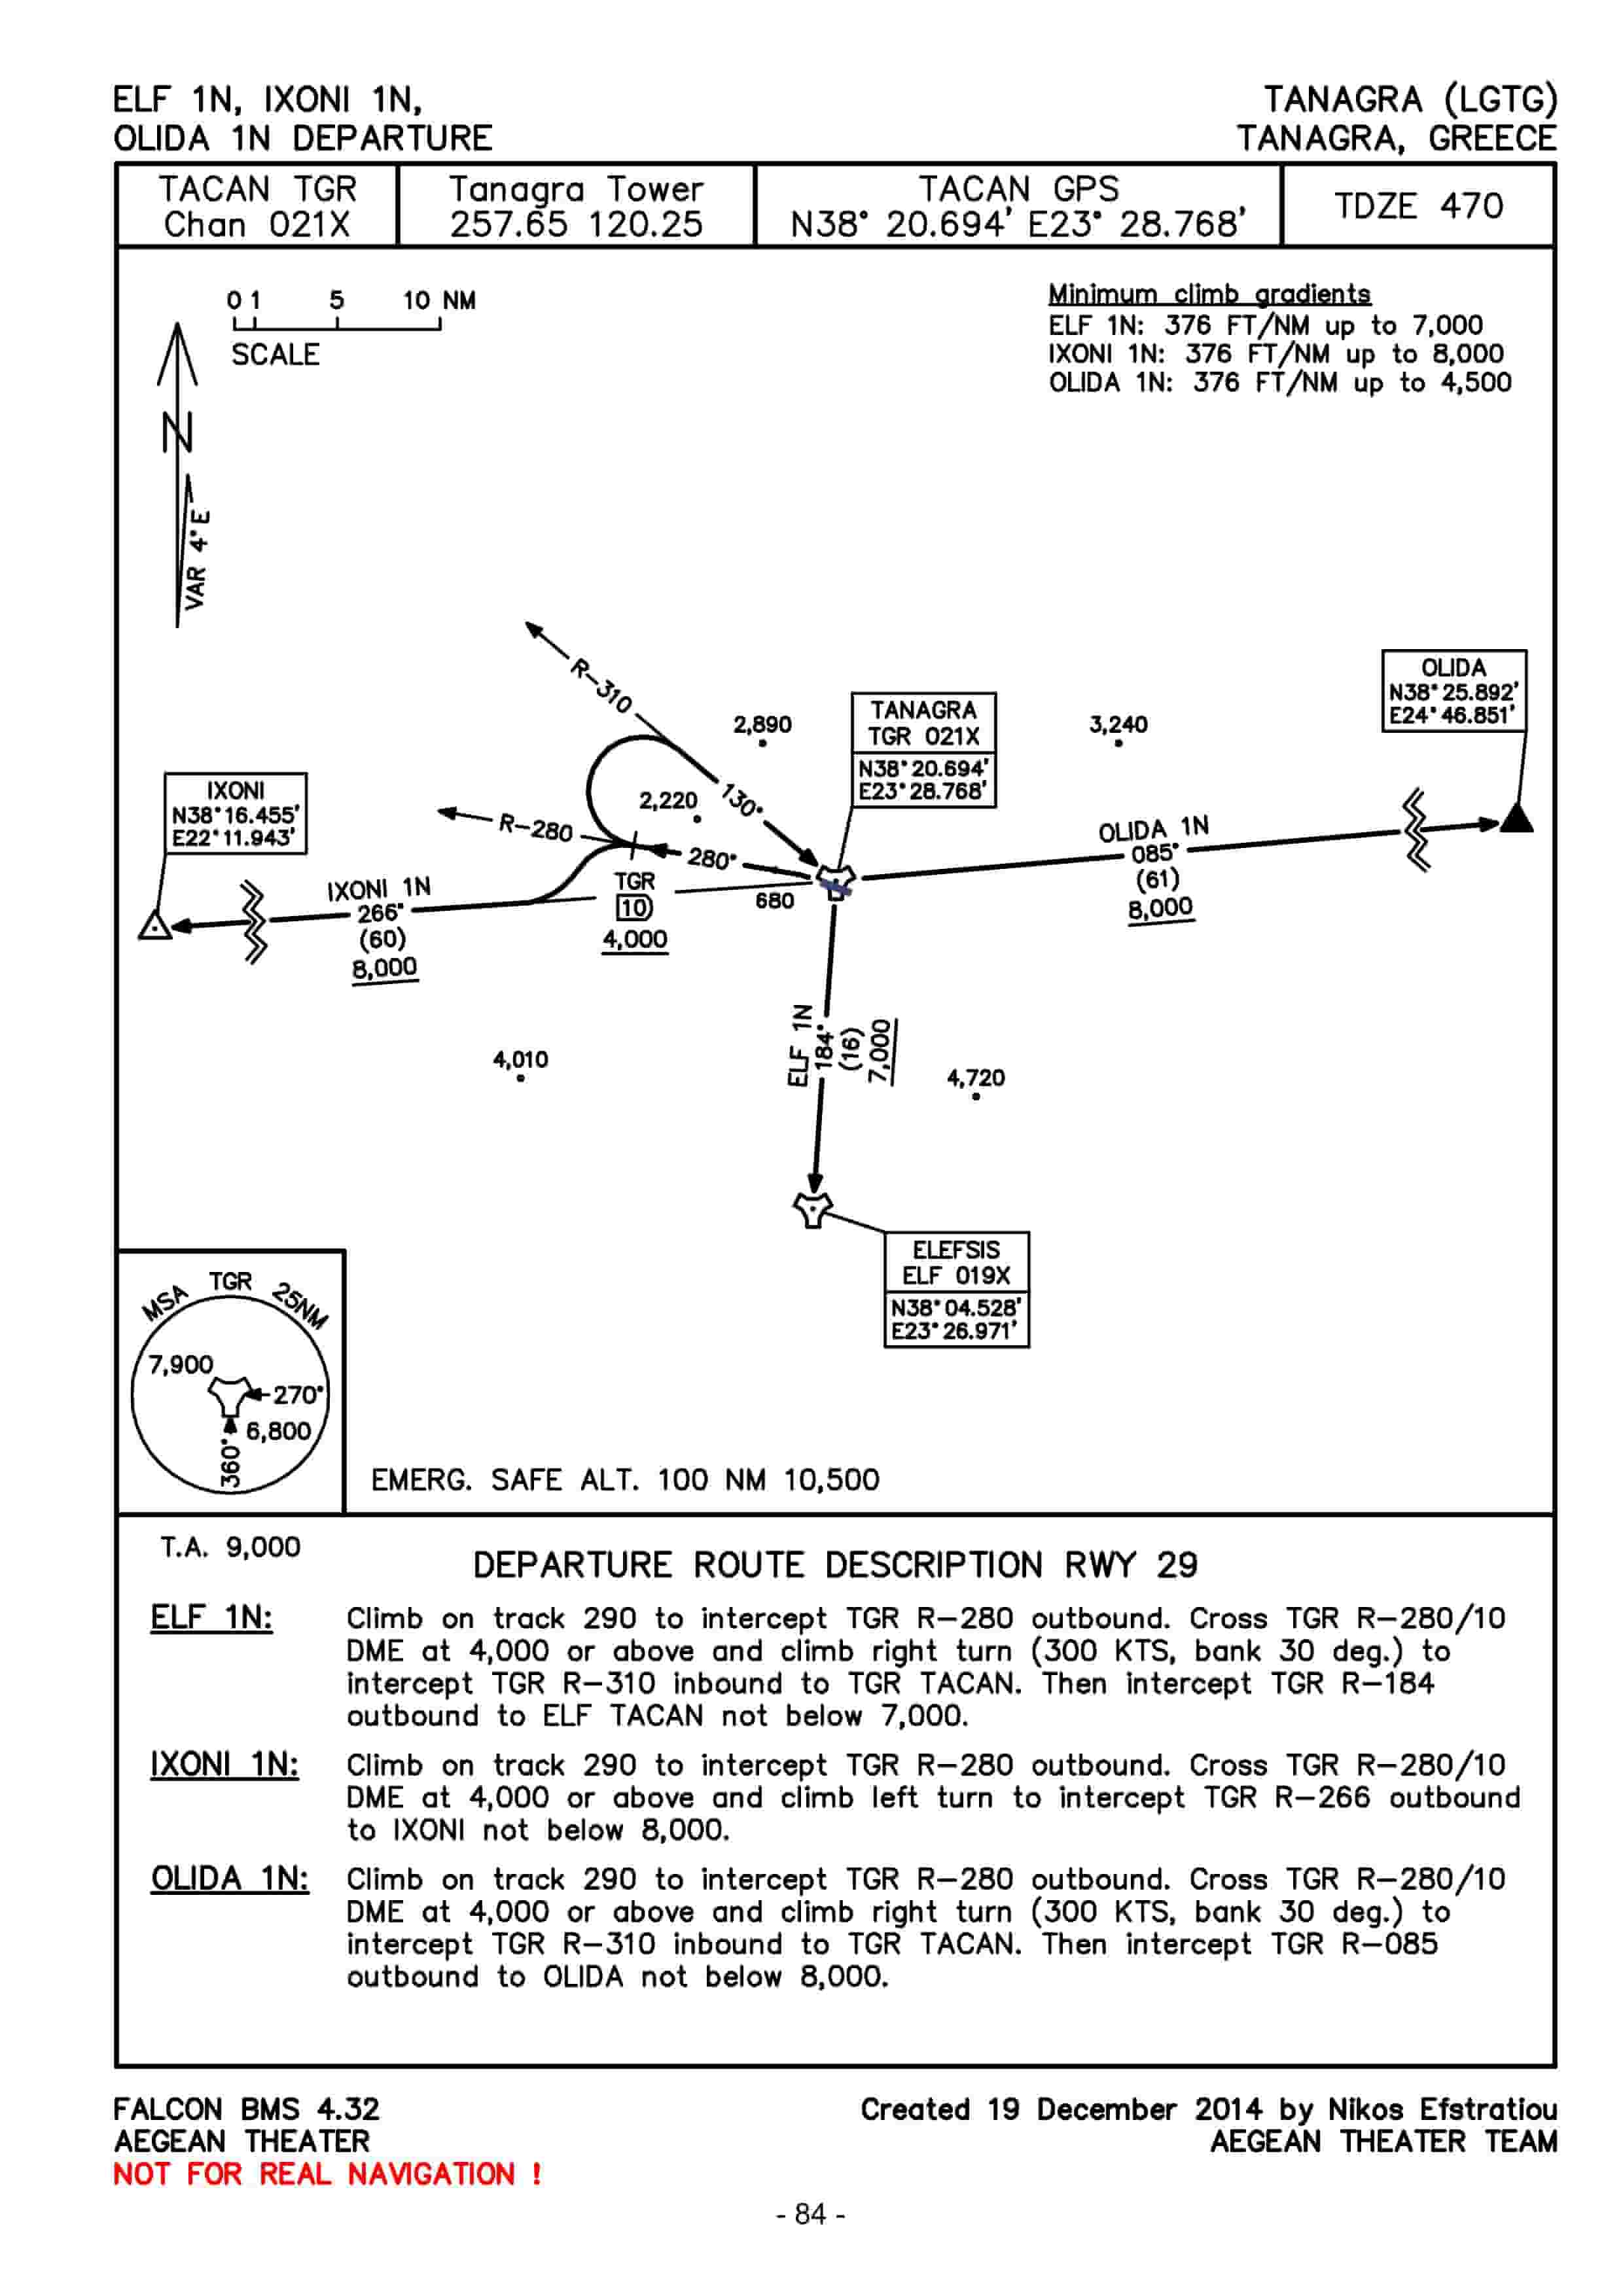 ELF 1N, IXONI 1N,
OLIDA 1N DEPARTURE
TANAGRA (LGTG)
TANAGRA, GREECE
TACAN TGR
Chan 021X
Tanagra Tower
257.65 120.25
TACAN GPS
N38° 20.694' E23° 28.768'
TDZE 470
0 1 5 10 NM
SCALE
N
VAR 4°E
Minimum climb gradients
ELF 1N: 376 FT/NM up to 7,000
IXONI 1N: 376 FT/NM up to 8,000
OLIDA 1N: 376 FT/NM up to 4,500
R-310
2,890
TANAGRA
TGR 021X
N38° 20.694'
E23° 28.768'
3,240
OLIDA
N38° 25.892'
E24° 46.851'
IXONI
N38° 16.455'
E22° 11.943'
2,220
130°
R-280
280°
OLIDA 1N
085°
(61)
8,000
IXONI 1N
266°
(60)
8,000
TGR
10
4,000
680
ELF 1N
184°
(16)
7,000
4,010
4,720
ELEFSIS
ELF 019X
N38° 04.528'
E23° 26.971'
MSA TGR 25NM
7,900
270°
6,800
360°
EMERG. SAFE ALT. 100 NM 10,500
T.A. 9,000
DEPARTURE ROUTE DESCRIPTION RWY 29
ELF 1N: Climb on track 290 to intercept TGR R-280 outbound. Cross TGR R-280/10
DME at 4,000 or above and climb right turn (300 KTS, bank 30 deg.) to
intercept TGR R-310 inbound to TGR TACAN. Then intercept TGR R-184
outbound to ELF TACAN not below 7,000.
IXONI 1N: Climb on track 290 to intercept TGR R-280 outbound. Cross TGR R-280/10
DME at 4,000 or above and climb left turn to intercept TGR R-266 outbound
to IXONI not below 8,000.
OLIDA 1N: Climb on track 290 to intercept TGR R-280 outbound. Cross TGR R-280/10
DME at 4,000 or above and climb right turn (300 KTS, bank 30 deg.) to
intercept TGR R-310 inbound to TGR TACAN. Then intercept TGR R-085
outbound to OLIDA not below 8,000.
FALCON BMS 4.32
AEGEAN THEATER
NOT FOR REAL NAVIGATION !
Created 19 December 2014 by Nikos Efstratiou
AEGEAN THEATER TEAM
- 84 -